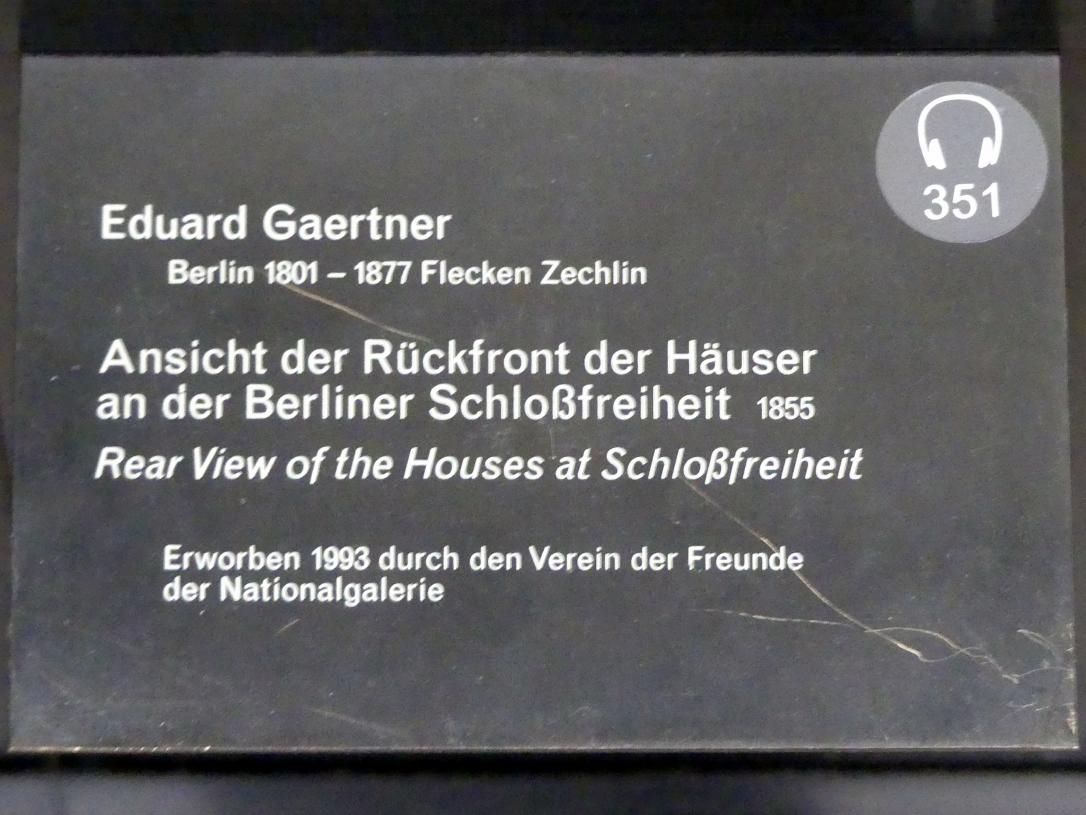 351
Eduard Gaertner
Berlin 1801 – 1877 Flecken Zechlin
Ansicht der Rückfront der Häuser
an der Berliner Schloßfreiheit 1855
Rear View of the Houses at Schloßfreiheit
Erworben 1993 durch den Verein der Freunde
der Nationalgalerie